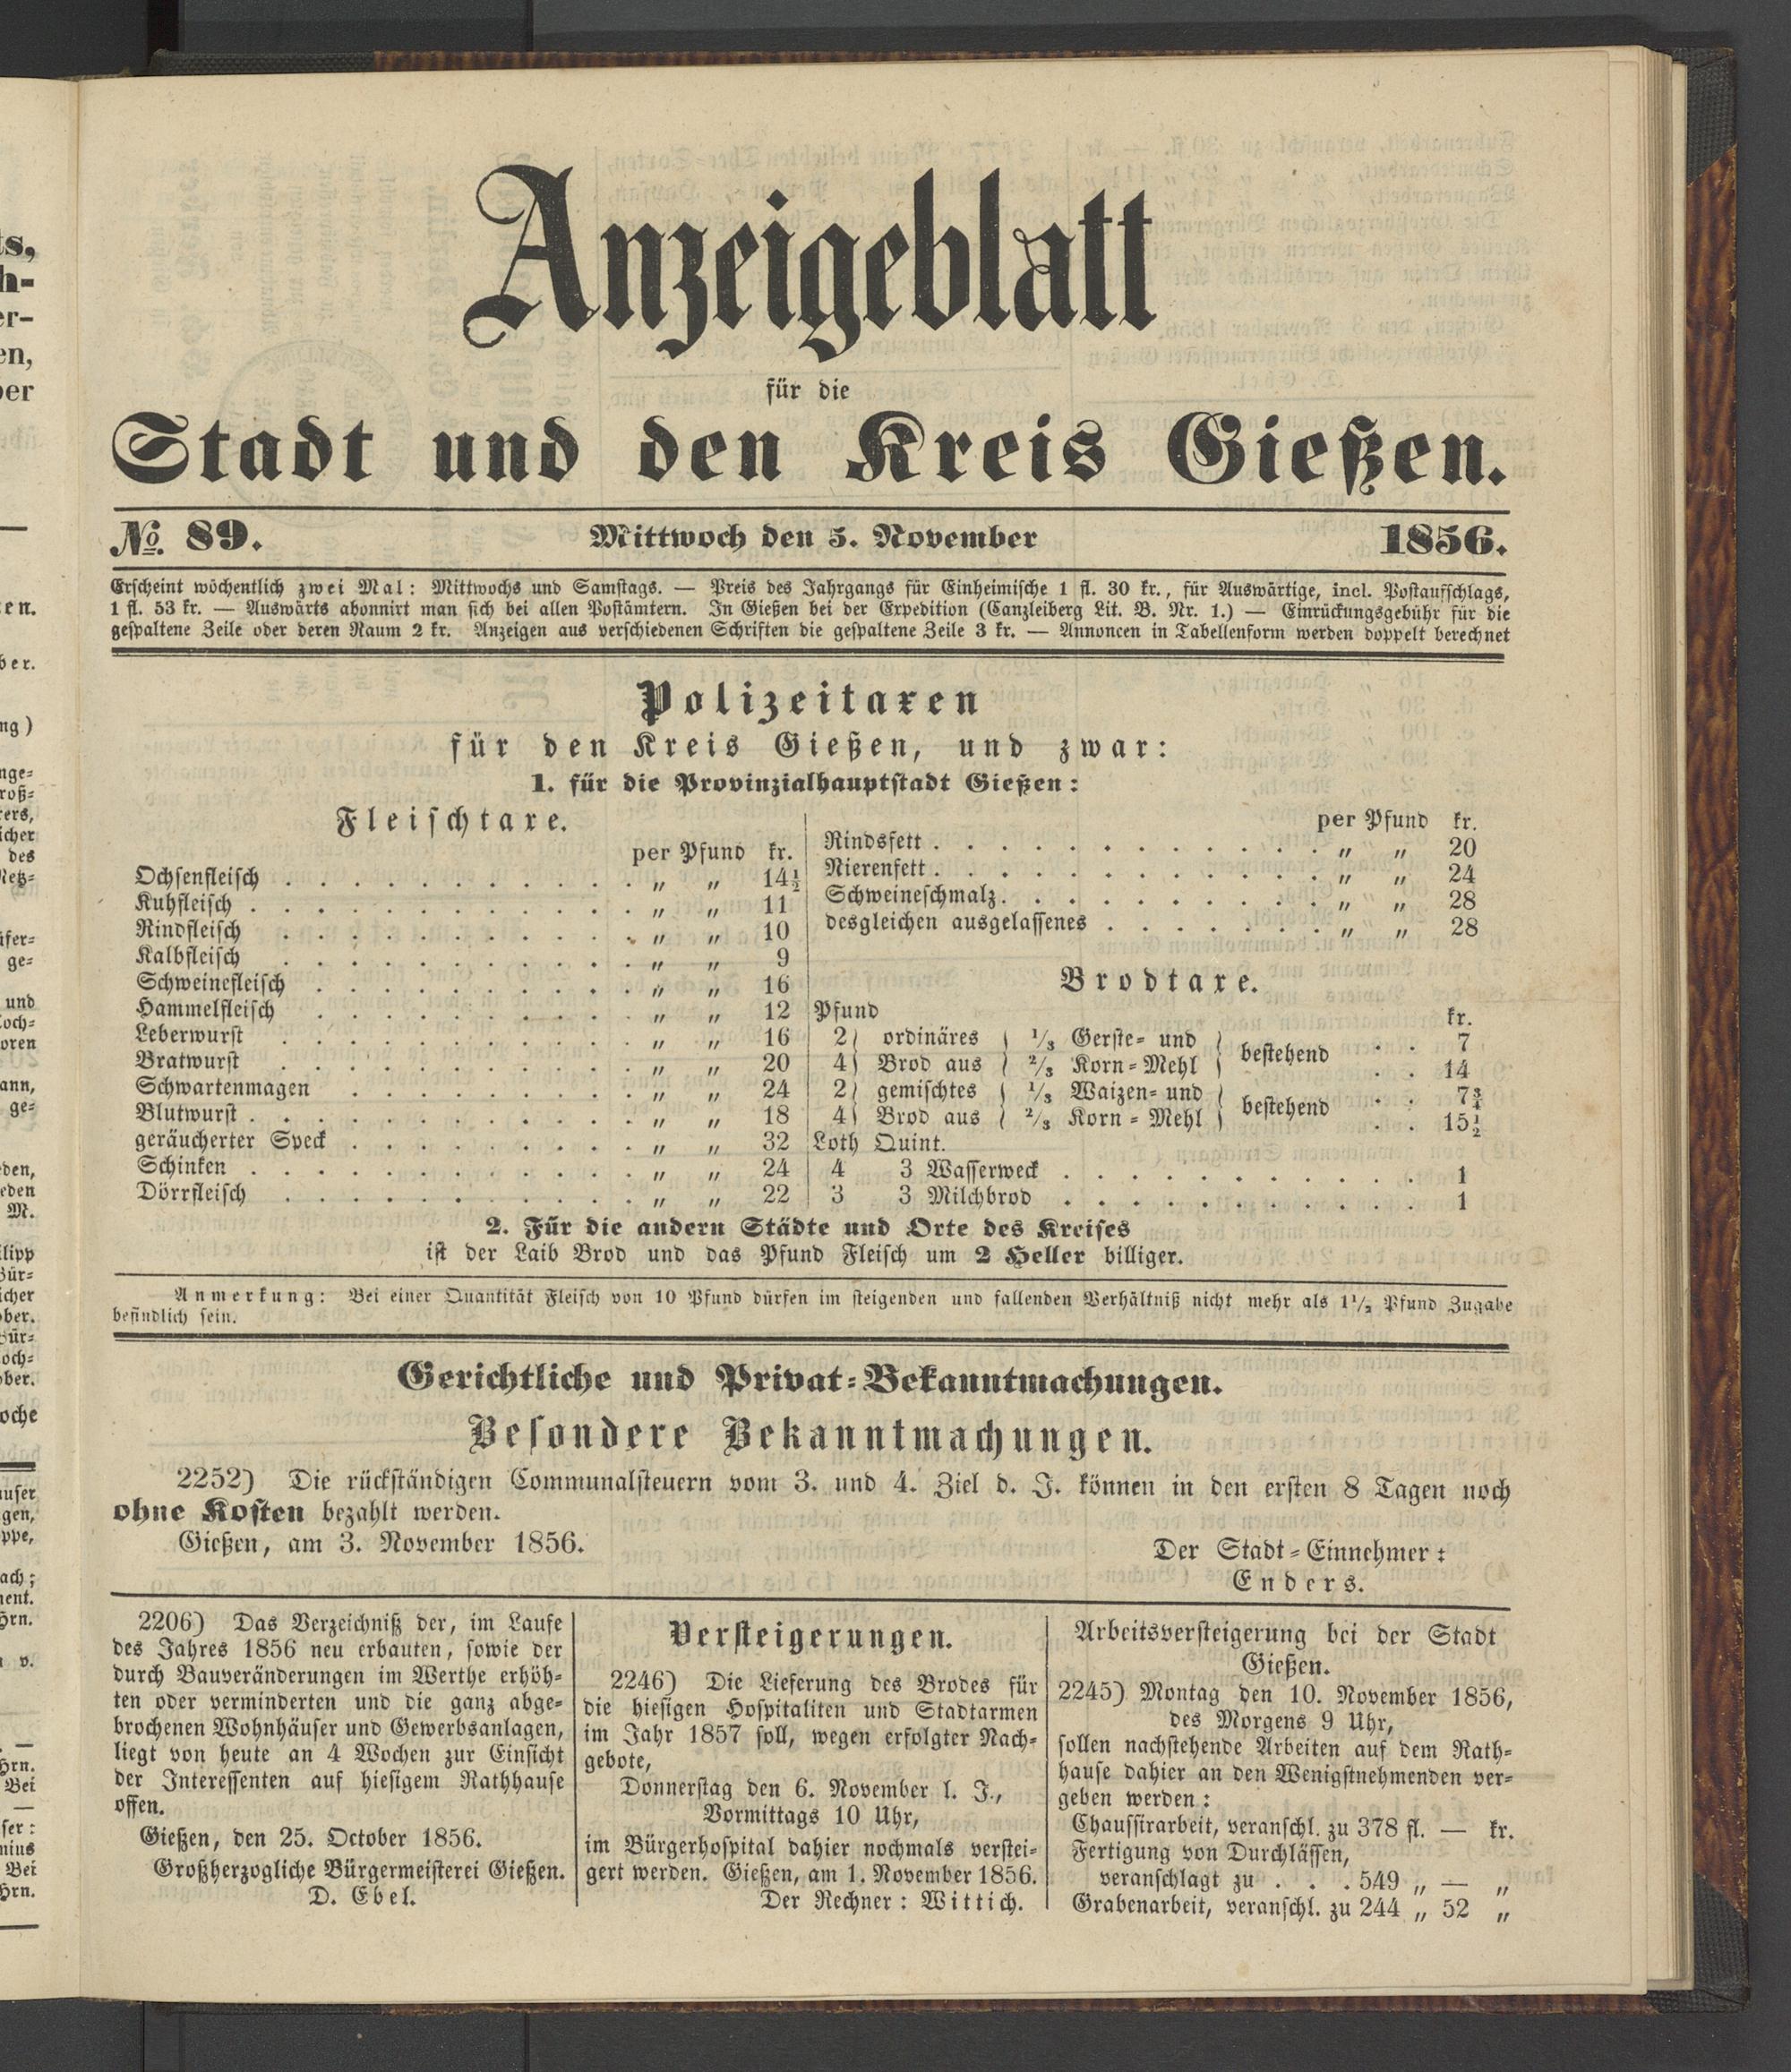 Anzeigeblatt
für die
Stadt und den Kreis Gießen.
No. 89. Mittwoch den 5. November 1856.
Erscheint wöchentlich zwei Mal: Mittwochs und Samstags. — Preis des Jahrgangs für Einheimische 1 fl. 30 kr., für Auswärtige, incl. Postaufschlags,
1 fl. 53 kr. — Auswärts abonnirt man sich bei allen Postämtern. In Gießen bei der Expedition (Canzleiberg Lit. B. Nr. 1.) — Einrückungsgebühr für die
gespaltene Zeile oder deren Raum 2 kr. Anzeigen aus verschiedenen Schriften die gespaltene Zeile 3 kr. — Annoncen in Tabellenform werden doppelt berechnet
Polizeitaxen
für den Kreis Gießen, und zwar:
1. für die Provinzialhauptstadt Gießen:
Fleischtaxe.
per Pfund kr.
Ochsenfleisch . . . . . . . . . . . „ „ 14½
Kuhfleisch . . . . . . . . . . . . „ „ 11
Rindfleisch . . . . . . . . . . . „ „ 10
Kalbfleisch . . . . . . . . . . . „ „ 9
Schweinefleisch . . . . . . . . . . „ „ 16
Hammelfleisch . . . . . . . . . . „ „ 12
Leberwurst . . . . . . . . . . . „ „ 16
Bratwurst . . . . . . . . . . . „ „ 20
Schwartenmagen . . . . . . . . . „ „ 24
Blutwurst . . . . . . . . . . . . „ „ 18
geräucherter Speck . . . . . . . . . „ „ 32
Schinken . . . . . . . . . . . . „ „ 24
Dörrfleisch . . . . . . . . . . . „ „ 22
per Pfund kr.
Rindsfett . . . . . . . . . . . . . „ „ 20
Nierenfett . . . . . . . . . . . . . „ „ 24
Schweineschmalz . . . . . . . . . . . „ „ 28
desgleichen ausgelassenes . . . . . . . „ „ 28
Brodtaxe.
Pfund kr.
2) ordinäres ( ⅓ Gerste- und ) bestehend . . 7
4) Brod aus ( ⅔ Korn-Mehl ) . . 14
2) gemischtes ( ⅓ Waizen- und ) bestehend . . 7¾
4) Brod aus ( ⅔ Korn-Mehl ) . . 15½
Loth Quint.
4 3 Wasserweck . . . . . . . . . . . 1
3 3 Milchbrod . . . . . . . . . . . 1
2. Für die andern Städte und Orte des Kreises
ist der Laib Brod und das Pfund Fleisch um 2 Heller billiger.
Anmerkung: Bei einer Quantität Fleisch von 10 Pfund dürfen im steigenden und fallenden Verhältniß nicht mehr als 1½ Pfund Zugabe
befindlich sein.
Gerichtliche und Privat-Bekanntmachungen.
Besondere Bekanntmachungen.
2252) Die rückständigen Communalsteuern vom 3. und 4. Ziel d. J. können in den ersten 8 Tagen noch
ohne Kosten bezahlt werden.
Gießen, am 3. November 1856.
Der Stadt-Einnehmer:
Enders.
2206) Das Verzeichniß der, im Laufe
des Jahres 1856 neu erbauten, sowie der
durch Bauveränderungen im Werthe erhöh-
ten oder verminderten und die ganz abge-
brochenen Wohnhäuser und Gewerbsanlagen,
liegt von heute an 4 Wochen zur Einsicht
der Interessenten auf hiesigem Rathhause
offen.
Gießen, den 25. October 1856.
Großherzogliche Bürgermeisterei Gießen.
D. Ebel.
Versteigerungen.
2246) Die Lieferung des Brodes für
die hiesigen Hospitaliten und Stadtarmen
im Jahr 1857 soll, wegen erfolgter Nach-
gebote,
Donnerstag den 6. November l. J.,
Vormittags 10 Uhr,
im Bürgerhospital dahier nochmals verstei-
gert werden. Gießen, am 1. November 1856.
Der Rechner: Wittich.
Arbeitsversteigerung bei der Stadt
Gießen.
2245) Montag den 10. November 1856,
des Morgens 9 Uhr,
sollen nachstehende Arbeiten auf dem Rath-
hause dahier an den Wenigstnehmenden ver-
geben werden:
Chaussirarbeit, veranschl. zu 378 fl. — kr.
Fertigung von Durchlässen,
veranschlagt zu . . . 549 „ — „
Grabenarbeit, veranschl. zu 244 „ 52 „